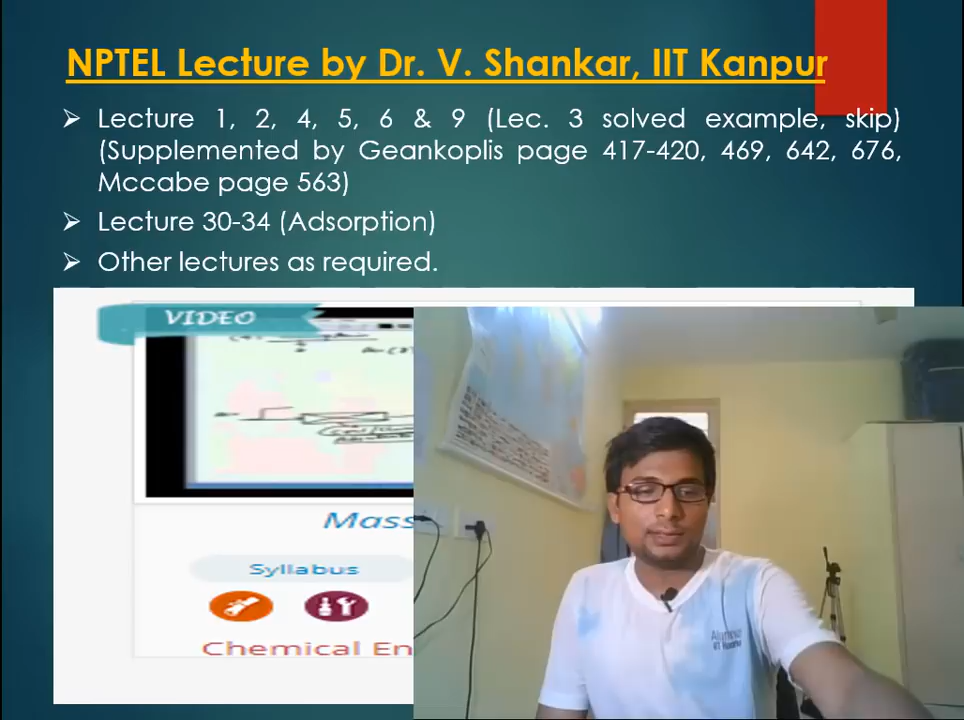 NPTEL Lecture by Dr. V. Shankar, IIT Kanpur
➢ Lecture 1, 2, 4, 5, 6 & 9 (Lec. 3 solved example, skip)
(Supplemented by Geankoplis page 417-420, 469, 642, 676,
Mccabe page 563)
➢ Lecture 30-34 (Adsorption)
➢ Other lectures as required.
VIDEO
Mass
Syllabus
Chemical En